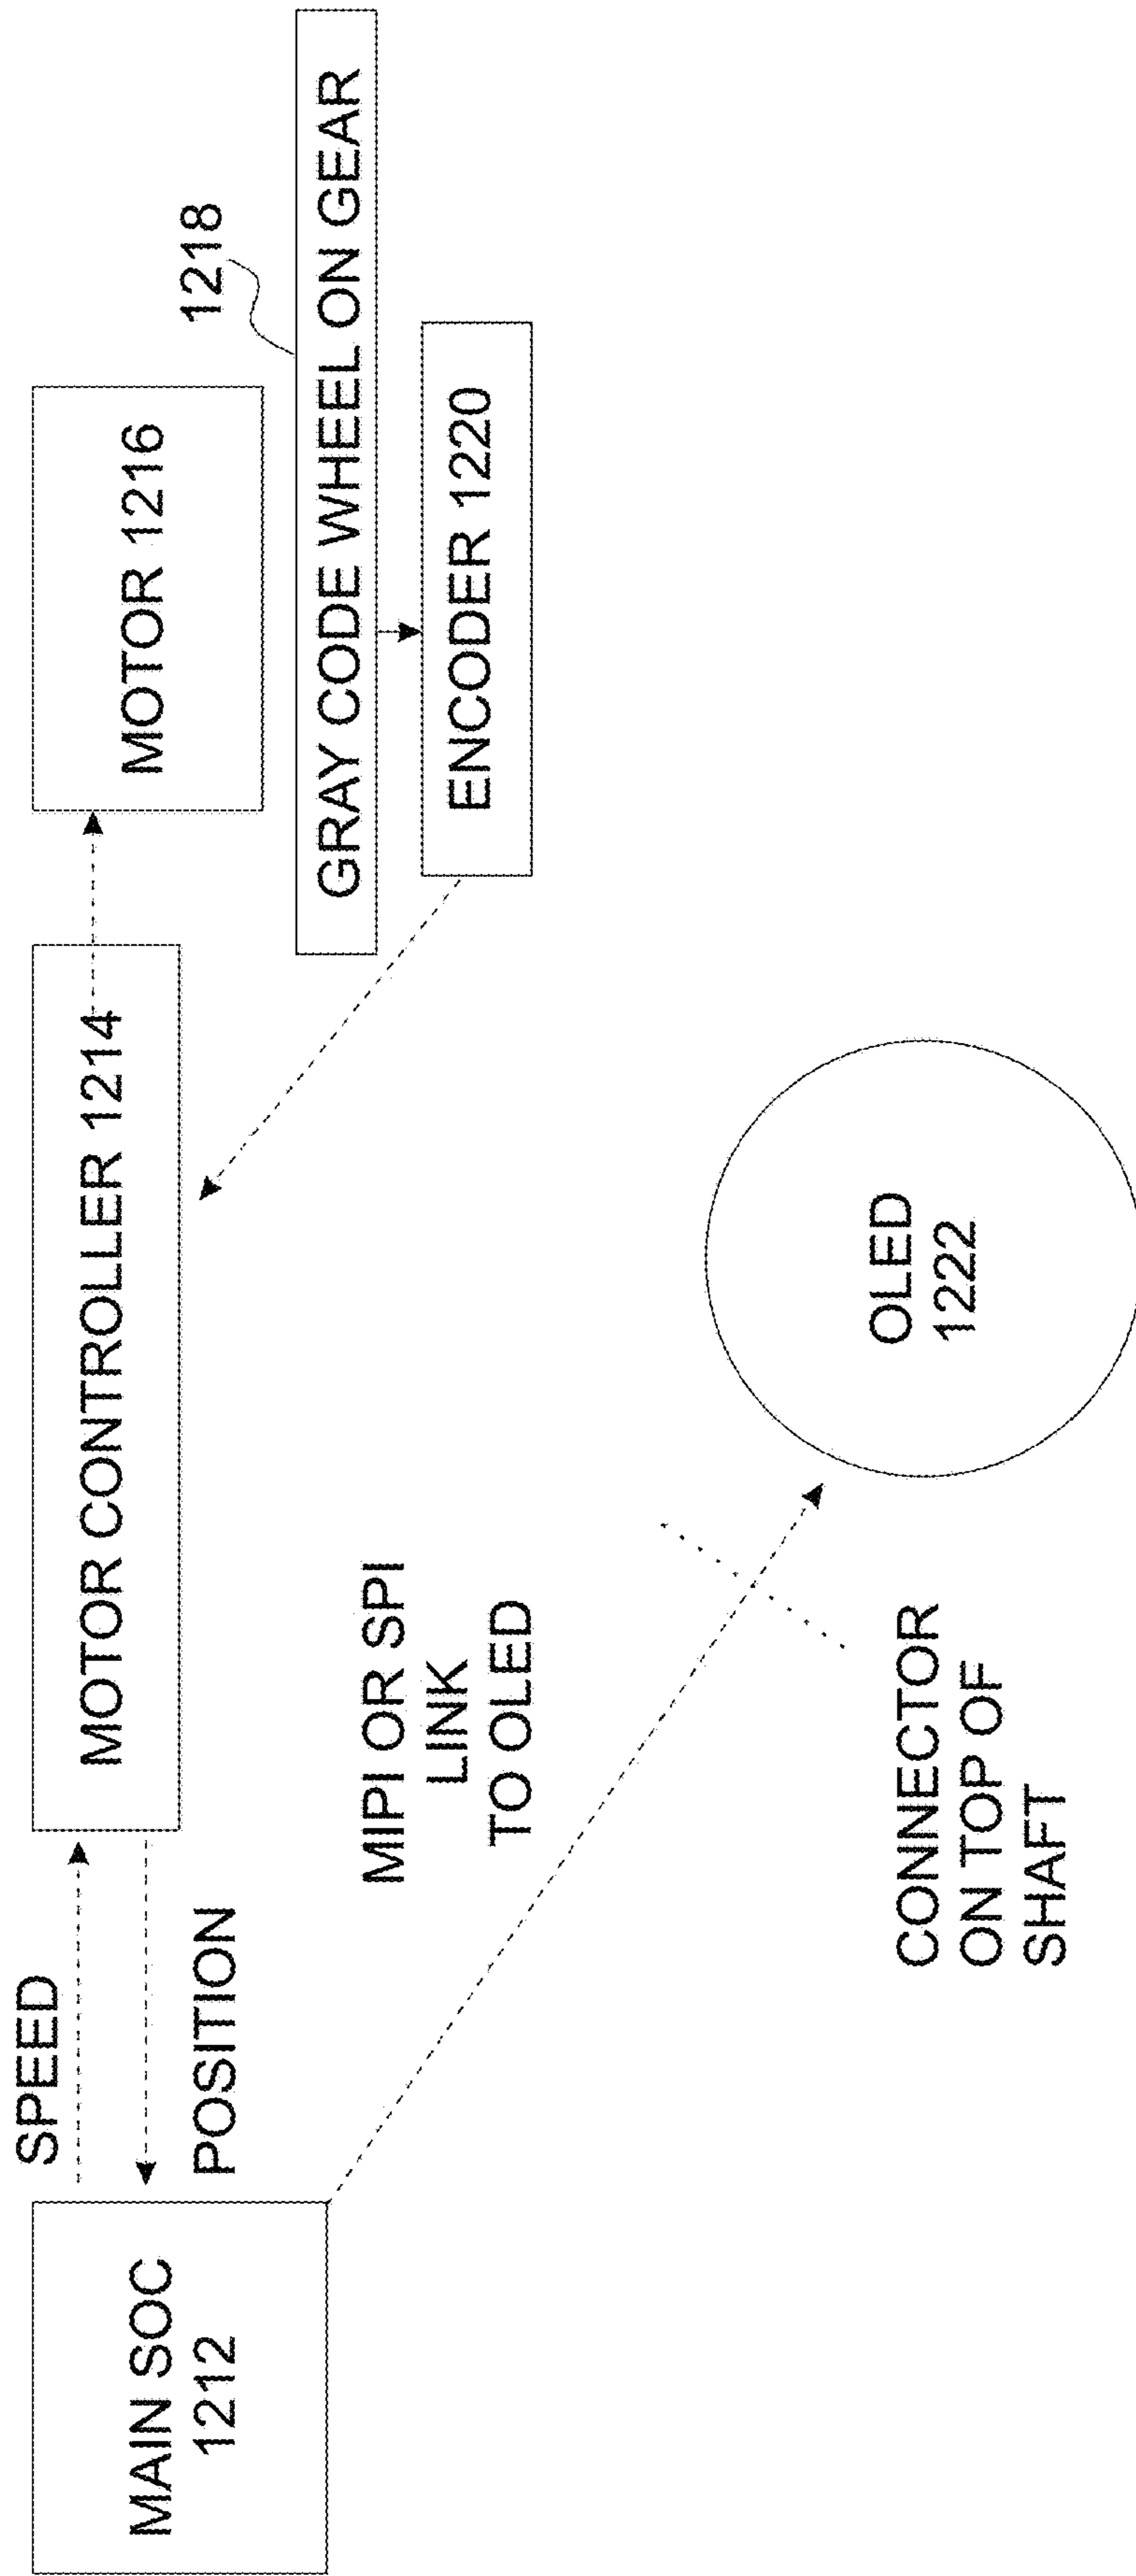 SPEED
MAIN SOC
1212
POSITION
MOTOR CONTROLLER 1214
MOTOR 1216
1218
GRAY CODE WHEEL ON GEAR
ENCODER 1220
MIPI OR SPI
LINK
TO OLED
OLED
1222
CONNECTOR
ON TOP OF
SHAFT